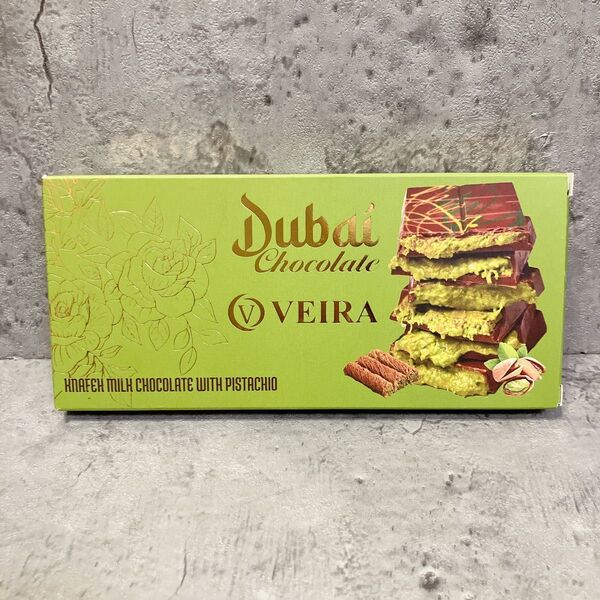 Dubai
Chocolate
V VEIRA
KNAFEH MILK CHOCOLATE WITH PISTACHIO